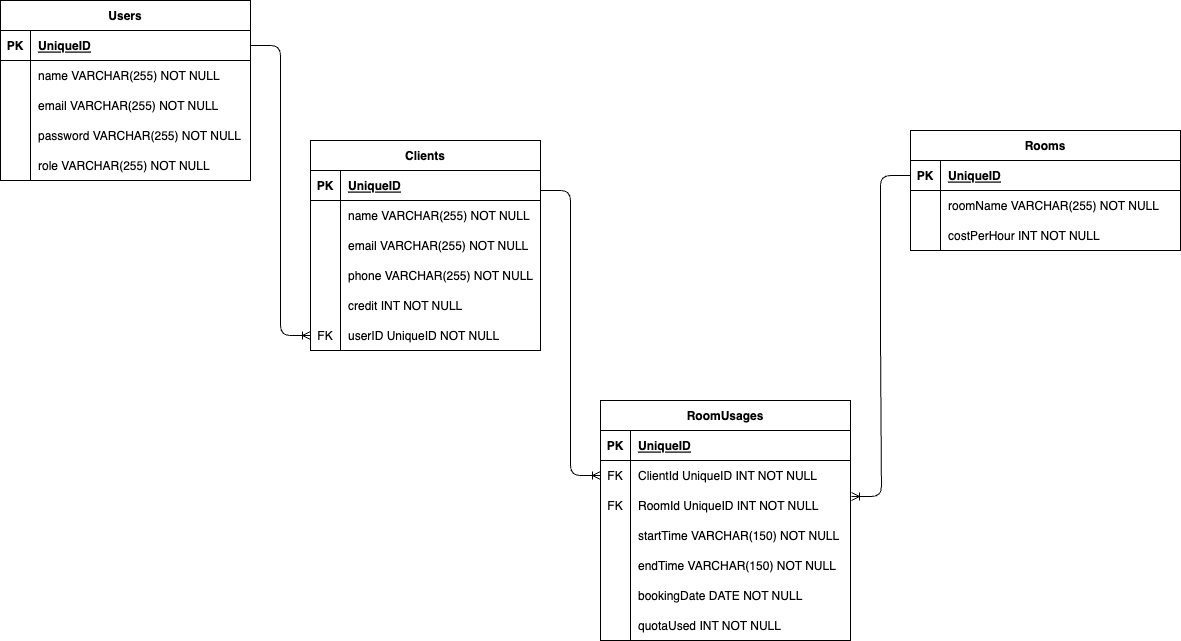 Users
PK UniqueID
name VARCHAR(255) NOT NULL
email VARCHAR(255) NOT NULL
password VARCHAR(255) NOT NULL
role VARCHAR(255) NOT NULL
Clients
PK UniqueID
name VARCHAR(255) NOT NULL
email VARCHAR(255) NOT NULL
phone VARCHAR(255) NOT NULL
credit INT NOT NULL
FK userID UniqueID NOT NULL
Rooms
PK UniqueID
roomName VARCHAR(255) NOT NULL
costPerHour INT NOT NULL
RoomUsages
PK UniqueID
FK ClientId UniqueID INT NOT NULL
FK RoomId UniqueID INT NOT NULL
startTime VARCHAR(150) NOT NULL
endTime VARCHAR(150) NOT NULL
bookingDate DATE NOT NULL
quotaUsed INT NOT NULL